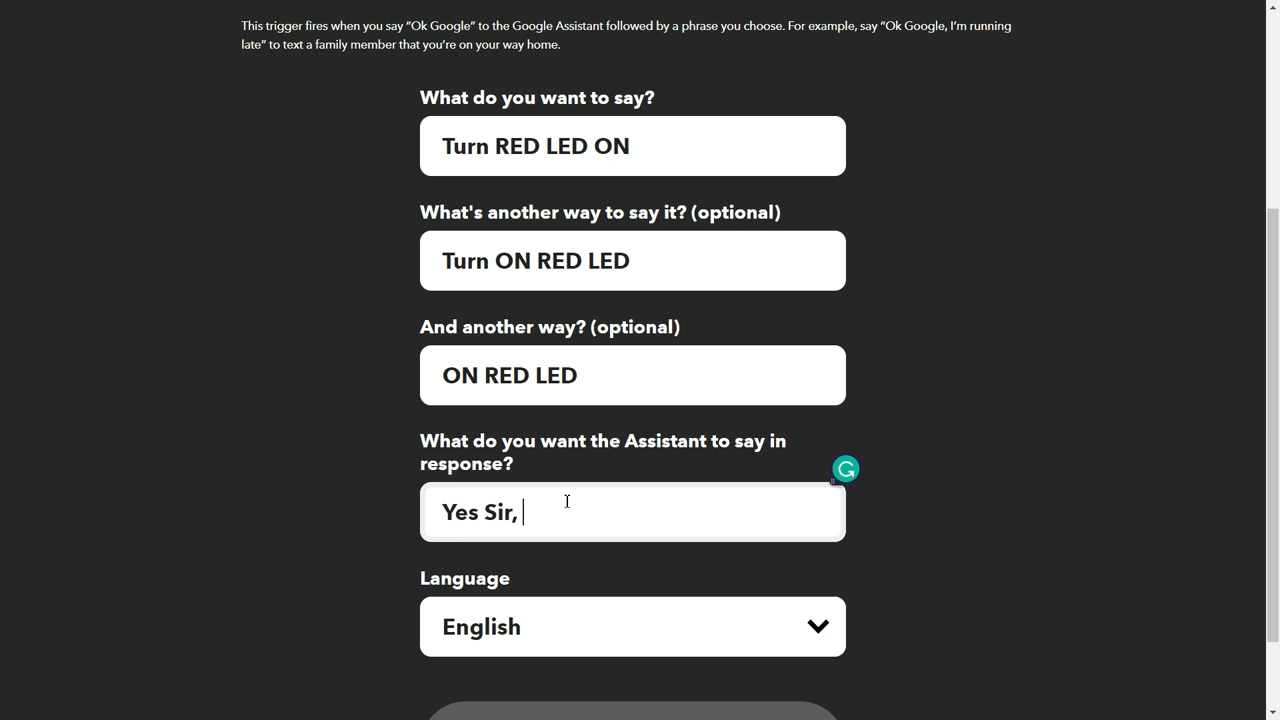 This trigger fires when you say “Ok Google” to the Google Assistant followed by a phrase you choose. For example, say “Ok Google, I’m running
late” to text a family member that you’re on your way home.
What do you want to say?
Turn RED LED ON
What's another way to say it? (optional)
Turn ON RED LED
And another way? (optional)
ON RED LED
What do you want the Assistant to say in
response?
Yes Sir,
Language
English